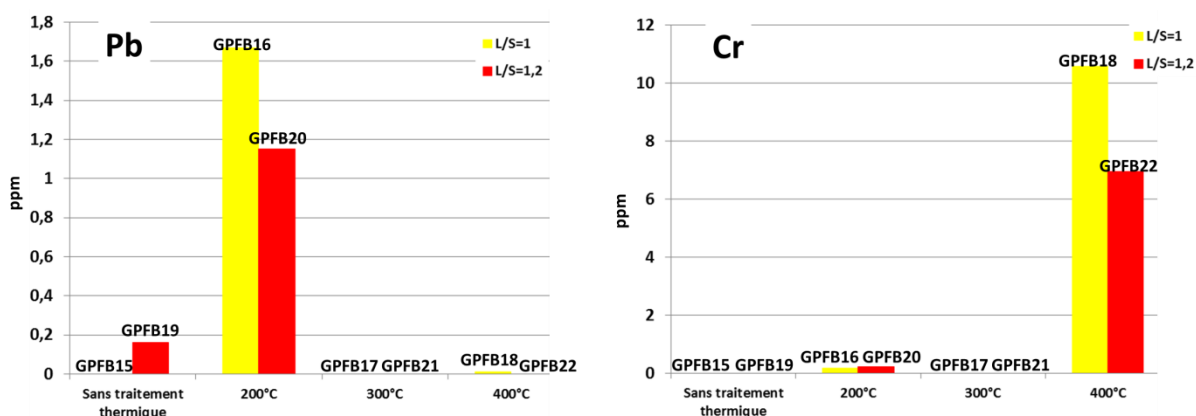 Pb
L/S=1
L/S=1,2
ppm
1,8
1,6
1,4
1,2
1
0,8
0,6
0,4
0,2
0
GPFB15
GPFB19
GPFB16
GPFB20
GPFB17 GPFB21
GPFB18
GPFB22
Sans traitement
thermique
200°C
300°C
400°C
Cr
L/S=1
L/S=1,2
ppm
12
10
8
6
4
2
0
GPFB15 GPFB19
GPFB16
GPFB20
GPFB17 GPFB21
GPFB18
GPFB22
Sans traitement
thermique
200°C
300°C
400°C